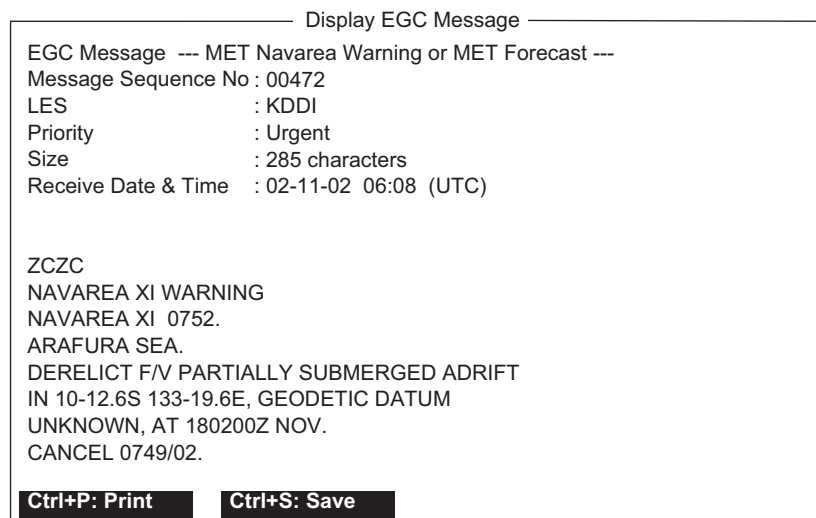 Display EGC Message
EGC Message --- MET Navarea Warning or MET Forecast ---
Message Sequence No : 00472
LES : KDDI
Priority : Urgent
Size : 285 characters
Receive Date & Time : 02-11-02 06:08 (UTC)
ZCZC
NAVAREA XI WARNING
NAVAREA XI 0752.
ARAFURA SEA.
DERELICT F/V PARTIALLY SUBMERGED ADRIFT
IN 10-12.6S 133-19.6E, GEODETIC DATUM
UNKNOWN, AT 180200Z NOV.
CANCEL 0749/02.
Ctrl+P: Print Ctrl+S: Save